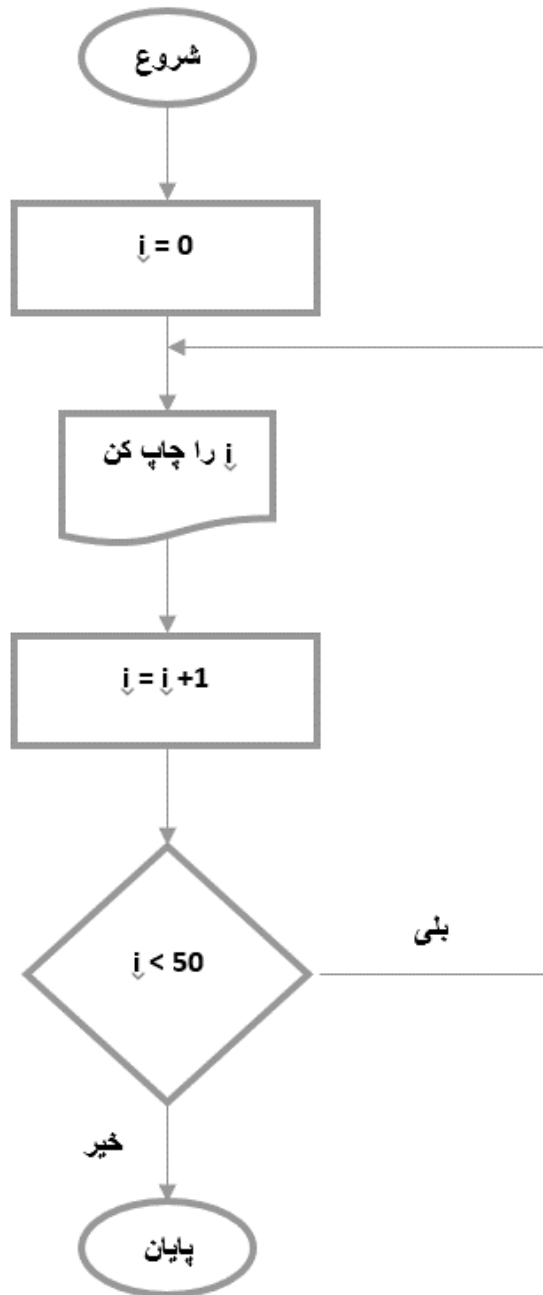 شروع
i = 0
i را چاپ کن
i = i +1
i < 50
بلی
خیر
پایان